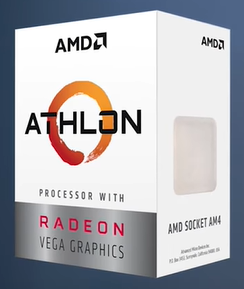 AMD
ATHLON
PROCESSOR WITH
RADEON
VEGA GRAPHICS
AMD
AMD SOCKET AM4